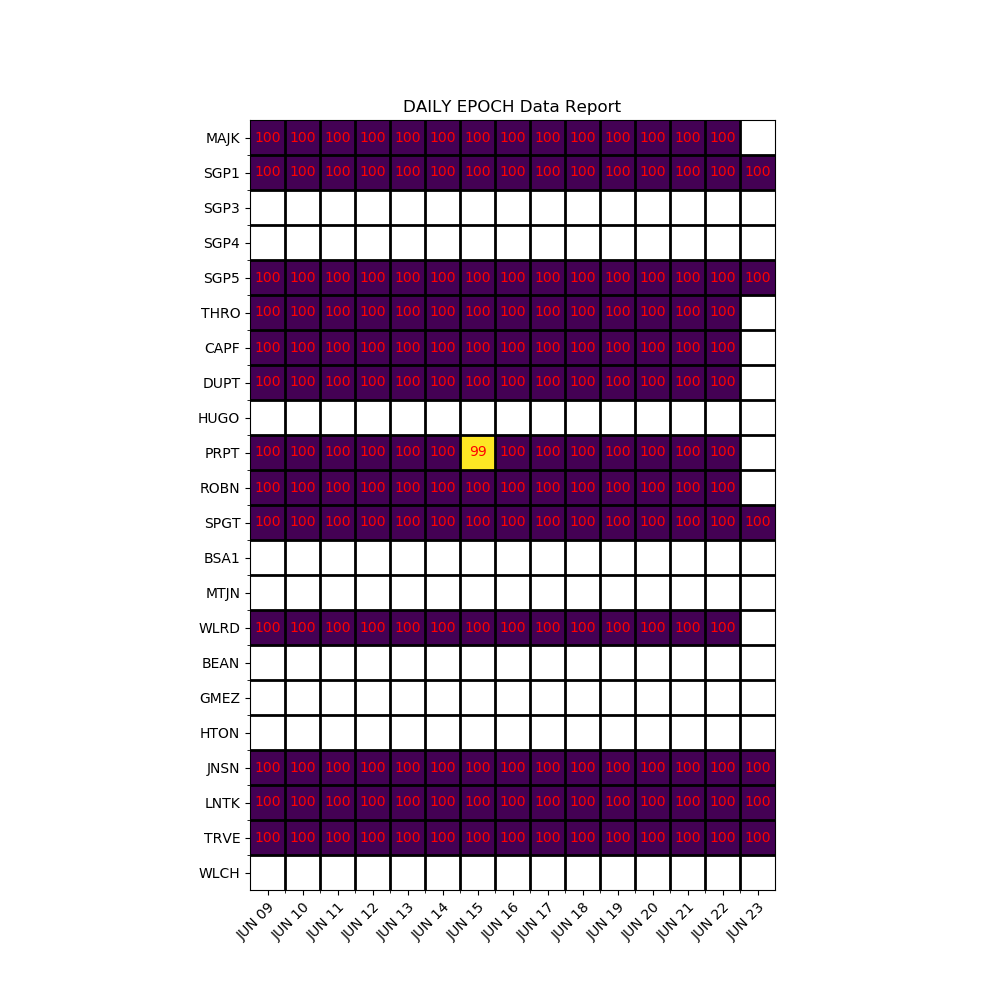 DAILY EPOCH Data Report
MAJK 100 100 100 100 100 100 100 100 100 100 100 100 100 100
SGP1 100 100 100 100 100 100 100 100 100 100 100 100 100 100 100
SGP3
SGP4
SGP5 100 100 100 100 100 100 100 100 100 100 100 100 100 100 100
THRO 100 100 100 100 100 100 100 100 100 100 100 100 100 100
CAPF 100 100 100 100 100 100 100 100 100 100 100 100 100 100
DUPT 100 100 100 100 100 100 100 100 100 100 100 100 100 100
HUGO
PRPT 100 100 100 100 100 100 99 100 100 100 100 100 100 100
ROBN 100 100 100 100 100 100 100 100 100 100 100 100 100 100
SPGT 100 100 100 100 100 100 100 100 100 100 100 100 100 100 100
BSA1
MTJN
WLRD 100 100 100 100 100 100 100 100 100 100 100 100 100 100
BEAN
GMEZ
HTON
JNSN 100 100 100 100 100 100 100 100 100 100 100 100 100 100 100
LNTK 100 100 100 100 100 100 100 100 100 100 100 100 100 100 100
TRVE 100 100 100 100 100 100 100 100 100 100 100 100 100 100 100
WLCH
JUN 09 JUN 10 JUN 11 JUN 12 JUN 13 JUN 14 JUN 15 JUN 16 JUN 17 JUN 18 JUN 19 JUN 20 JUN 21 JUN 22 JUN 23